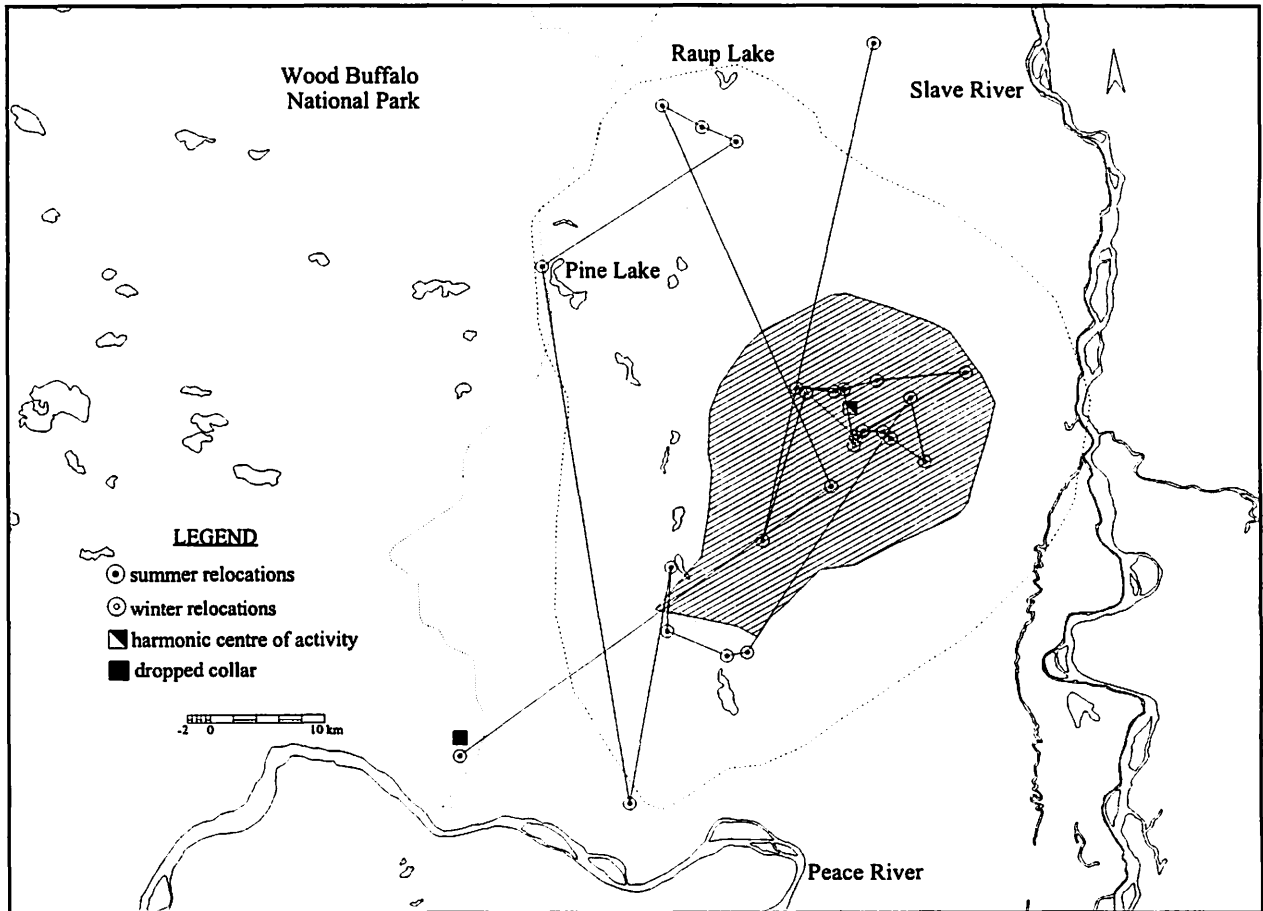 Wood Buffalo
National Park
Raup Lake
Slave River
Pine Lake
LEGEND
summer relocations
winter relocations
harmonic centre of activity
dropped collar
-2 0 10 km
Peace River